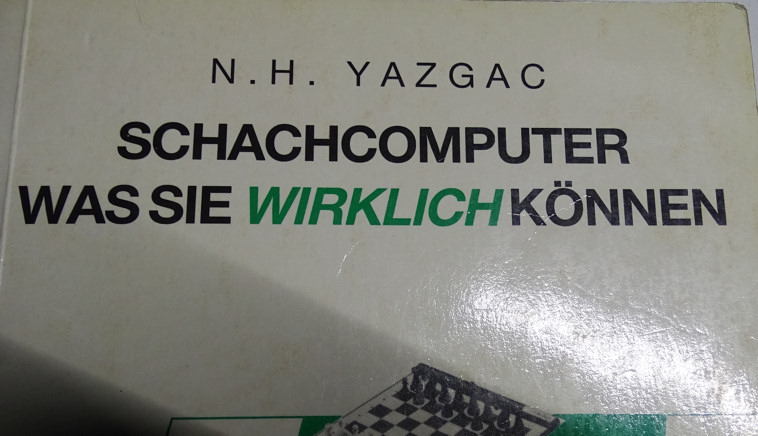 N.H. YAZGAC
SCHACHCOMPUTER
WAS SIE WIRKLICH KÖNNEN